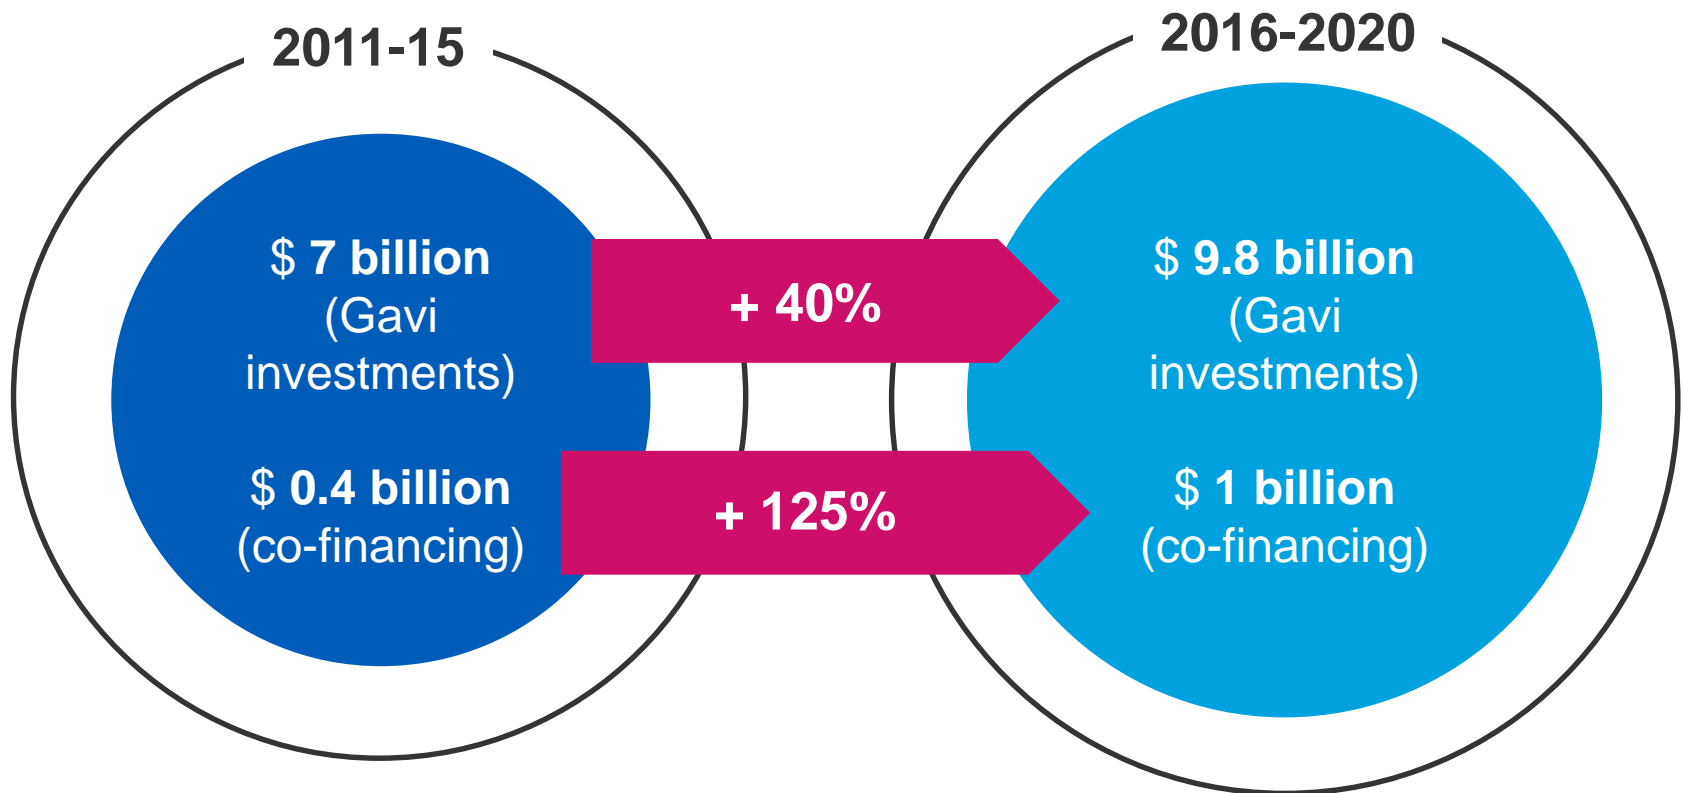 2011-15
2016-2020
$ 7 billion
(Gavi
investments)
+ 40%
$ 9.8 billion
(Gavi
investments)
$ 0.4 billion
(co-financing)
+ 125%
$ 1 billion
(co-financing)